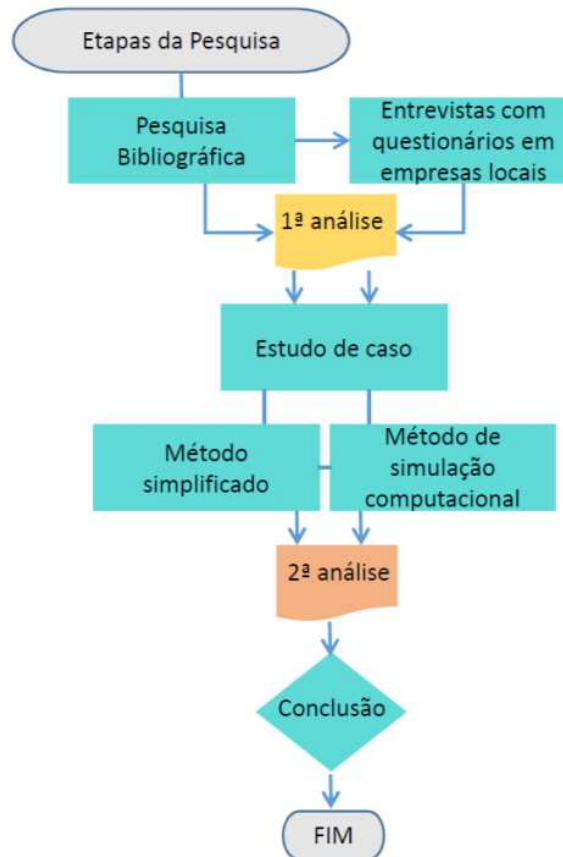 Etapas da Pesquisa
Pesquisa
Bibliográfica
Entrevistas com
questionários em
empresas locais
1ª análise
Estudo de caso
Método
simplificado
Método de
simulação
computacional
2ª análise
Conclusão
FIM